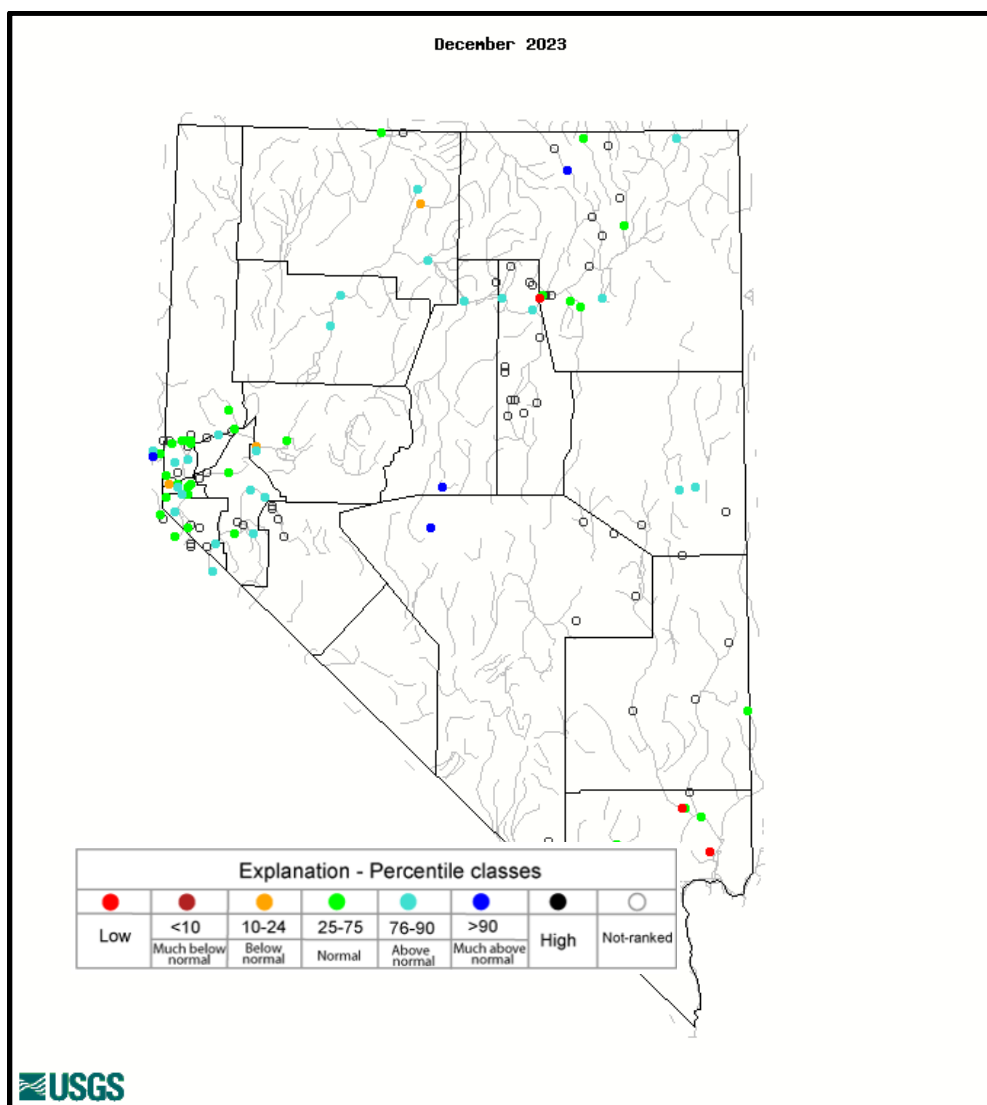 December 2023
Explanation - Percentile classes
<10 10-24 25-75 76-90 >90
Low Much below normal Below normal Normal Above normal Much above normal High Not-ranked
USGS